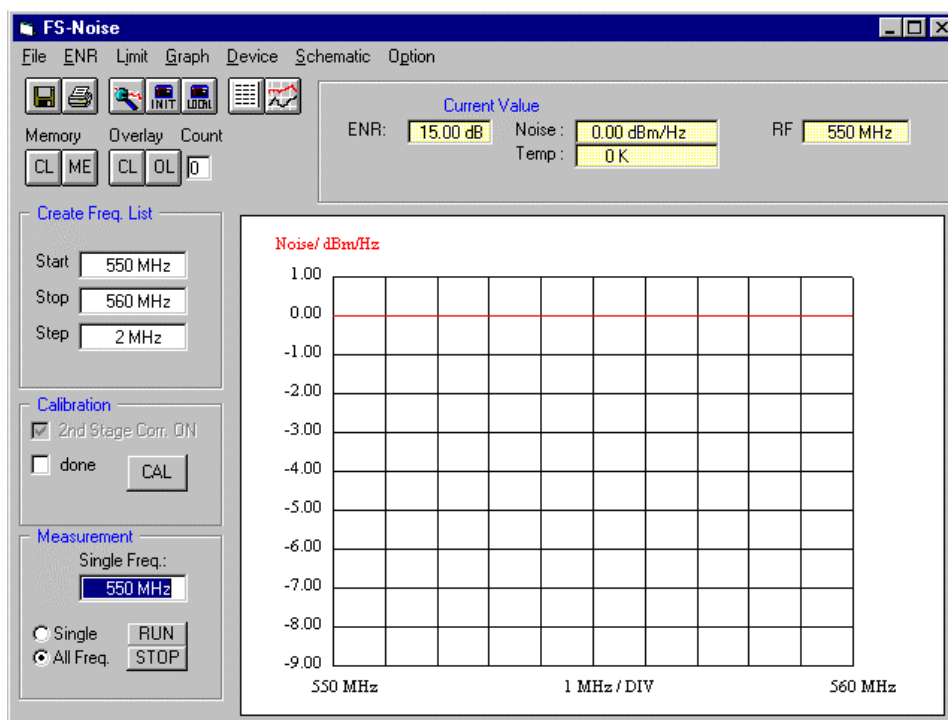 FS-Noise
File ENR Limit Graph Device Schematic Option
INIT LOCAL
Current Value
ENR: 15.00 dB Noise : 0.00 dBm/Hz RF 550 MHz
Temp : 0 K
Memory Overlay Count
CL ME CL OL 0
Create Freq. List
Start 550 MHz
Stop 560 MHz
Step 2 MHz
Calibration
2nd Stage Corr. ON
done CAL
Measurement
Single Freq.:
550 MHz
Single RUN
All Freq. STOP
Noise/ dBm/Hz
1.00
0.00
-1.00
-2.00
-3.00
-4.00
-5.00
-6.00
-7.00
-8.00
-9.00
550 MHz 1 MHz / DIV 560 MHz